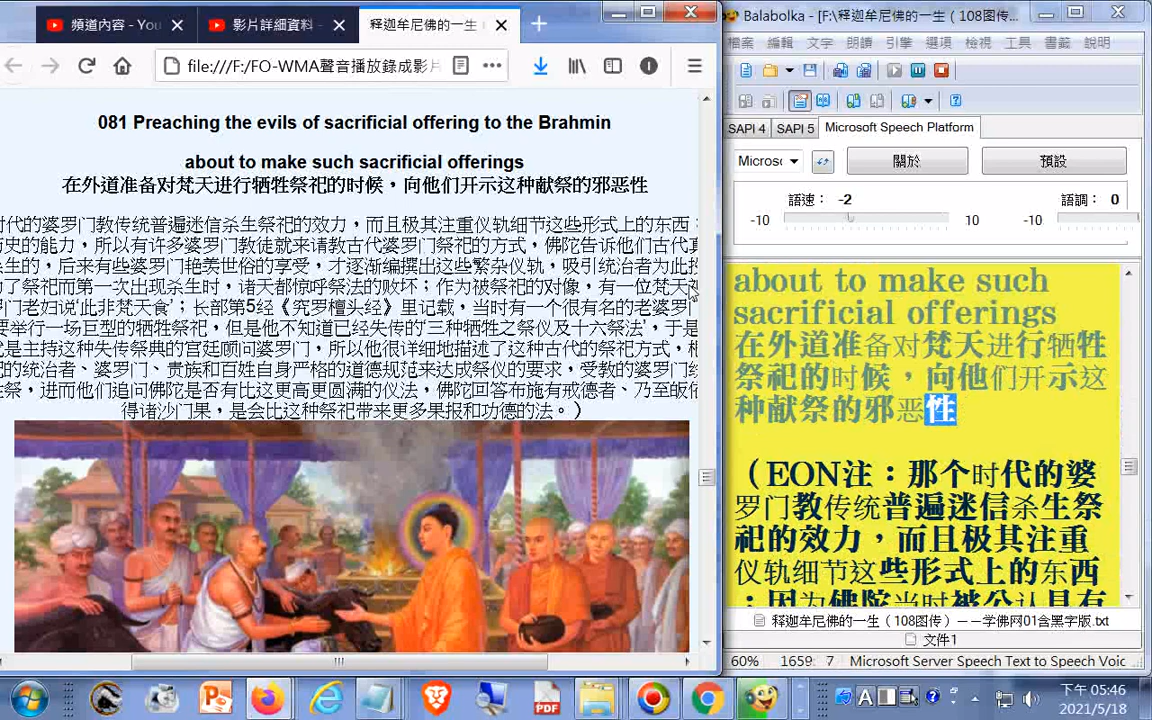 頻道內容 - You
影片詳細資料 -
释迦牟尼佛的一生
file:///F:/FO-WMA聲音播放錄成影片
081 Preaching the evils of sacrificial offering to the Brahmin
about to make such sacrificial offerings
在外道准备对梵天进行牺牲祭祀的时候，向他们开示这种献祭的邪恶性
时代的婆罗门教传统普遍迷信杀生祭祀的效力，而且极其注重仪轨细节这些形式上的东西；
历史的能力，所以有许多婆罗门教徒就来请教古代婆罗门祭祀的方式，佛陀告诉他们古代真
杀生的，后来有些婆罗门艳羡世俗的享受，才逐渐编撰出这些繁杂仪轨，吸引统治者为此投
为了祭祀而第一次出现杀生时，诸天都惊呼祭法的败坏；作为被祭祀的对像，有一位梵天
罗门老妇说'此非梵天食'；长部第5经《究罗檀头经》里记载，当时有一个很有名的老婆罗
要举行一场巨型的牺牲祭祀，但是他不知道已经失传的'三种牺牲之祭仪及十六祭法'，于是
就是主持这种失传祭典的宫廷顾问婆罗门，所以他很详细地描述了这种古代的祭祀方式，
祀的统治者、婆罗门、贵族和百姓自身严格的道德规范来达成祭仪的要求，受教的婆罗门
牲祭，进而他们追问佛陀是否有比这更高更圆满的仪法，佛陀回答布施有戒德者、乃至皈依
得诸沙门果，是会比这种祭祀带来更多果报和功德的法。）
Balabolka - [F:\释迦牟尼佛的一生（108图传）...
檔案 編輯 文字 朗讀 引擎 選項 檢視 工具 書籤 說明
SAPI 4 SAPI 5 Microsoft Speech Platform
Microsc 關於 預設
語速： -2 語調： 0
-10 10 -10
about to make such
sacrificial offerings
在外道准备对梵天进行牺牲
祭祀的时候，向他们开示这
种献祭的邪恶性
（EON注：那个时代的婆
罗门教传统普遍迷信杀生祭
祀的效力，而且极其注重
仪轨细节这些形式上的东西
；因为佛陀当时被公认具有
释迦牟尼佛的一生（108图传）——学佛网01含黑字版.txt
文件1
60% 1659: 7 Microsoft Server Speech Text to Speech Voic
下午 05:46
2021/5/18